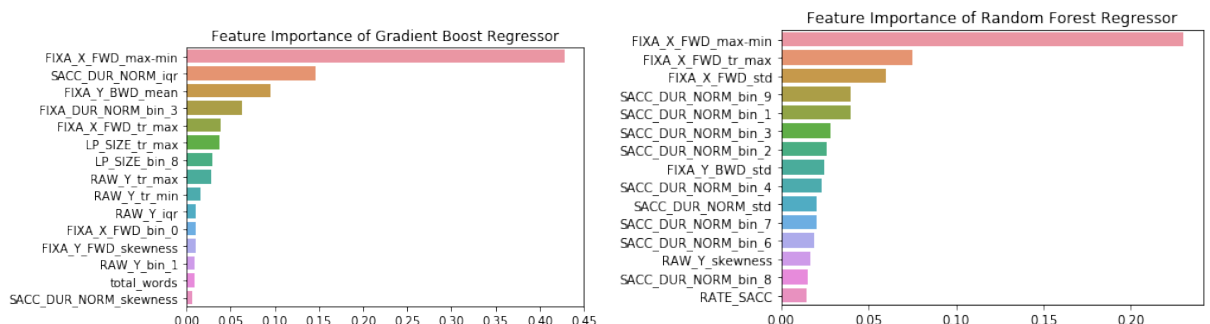 Feature Importance of Gradient Boost Regressor
FIXA_X_FWD_max-min
SACC_DUR_NORM_iqr
FIXA_Y_BWD_mean
FIXA_DUR_NORM_bin_3
FIXA_X_FWD_tr_max
LP_SIZE_tr_max
LP_SIZE_bin_8
RAW_Y_tr_max
RAW_Y_tr_min
RAW_Y_iqr
FIXA_X_FWD_bin_0
FIXA_Y_FWD_skewness
RAW_Y_bin_1
total_words
SACC_DUR_NORM_skewness
0.00 0.05 0.10 0.15 0.20 0.25 0.30 0.35 0.40 0.45
Feature Importance of Random Forest Regressor
FIXA_X_FWD_max-min
FIXA_X_FWD_tr_max
FIXA_X_FWD_std
SACC_DUR_NORM_bin_9
SACC_DUR_NORM_bin_1
SACC_DUR_NORM_bin_3
SACC_DUR_NORM_bin_2
FIXA_Y_BWD_std
SACC_DUR_NORM_bin_4
SACC_DUR_NORM_std
SACC_DUR_NORM_bin_7
SACC_DUR_NORM_bin_6
RAW_Y_skewness
SACC_DUR_NORM_bin_8
RATE_SACC
0.00 0.05 0.10 0.15 0.20